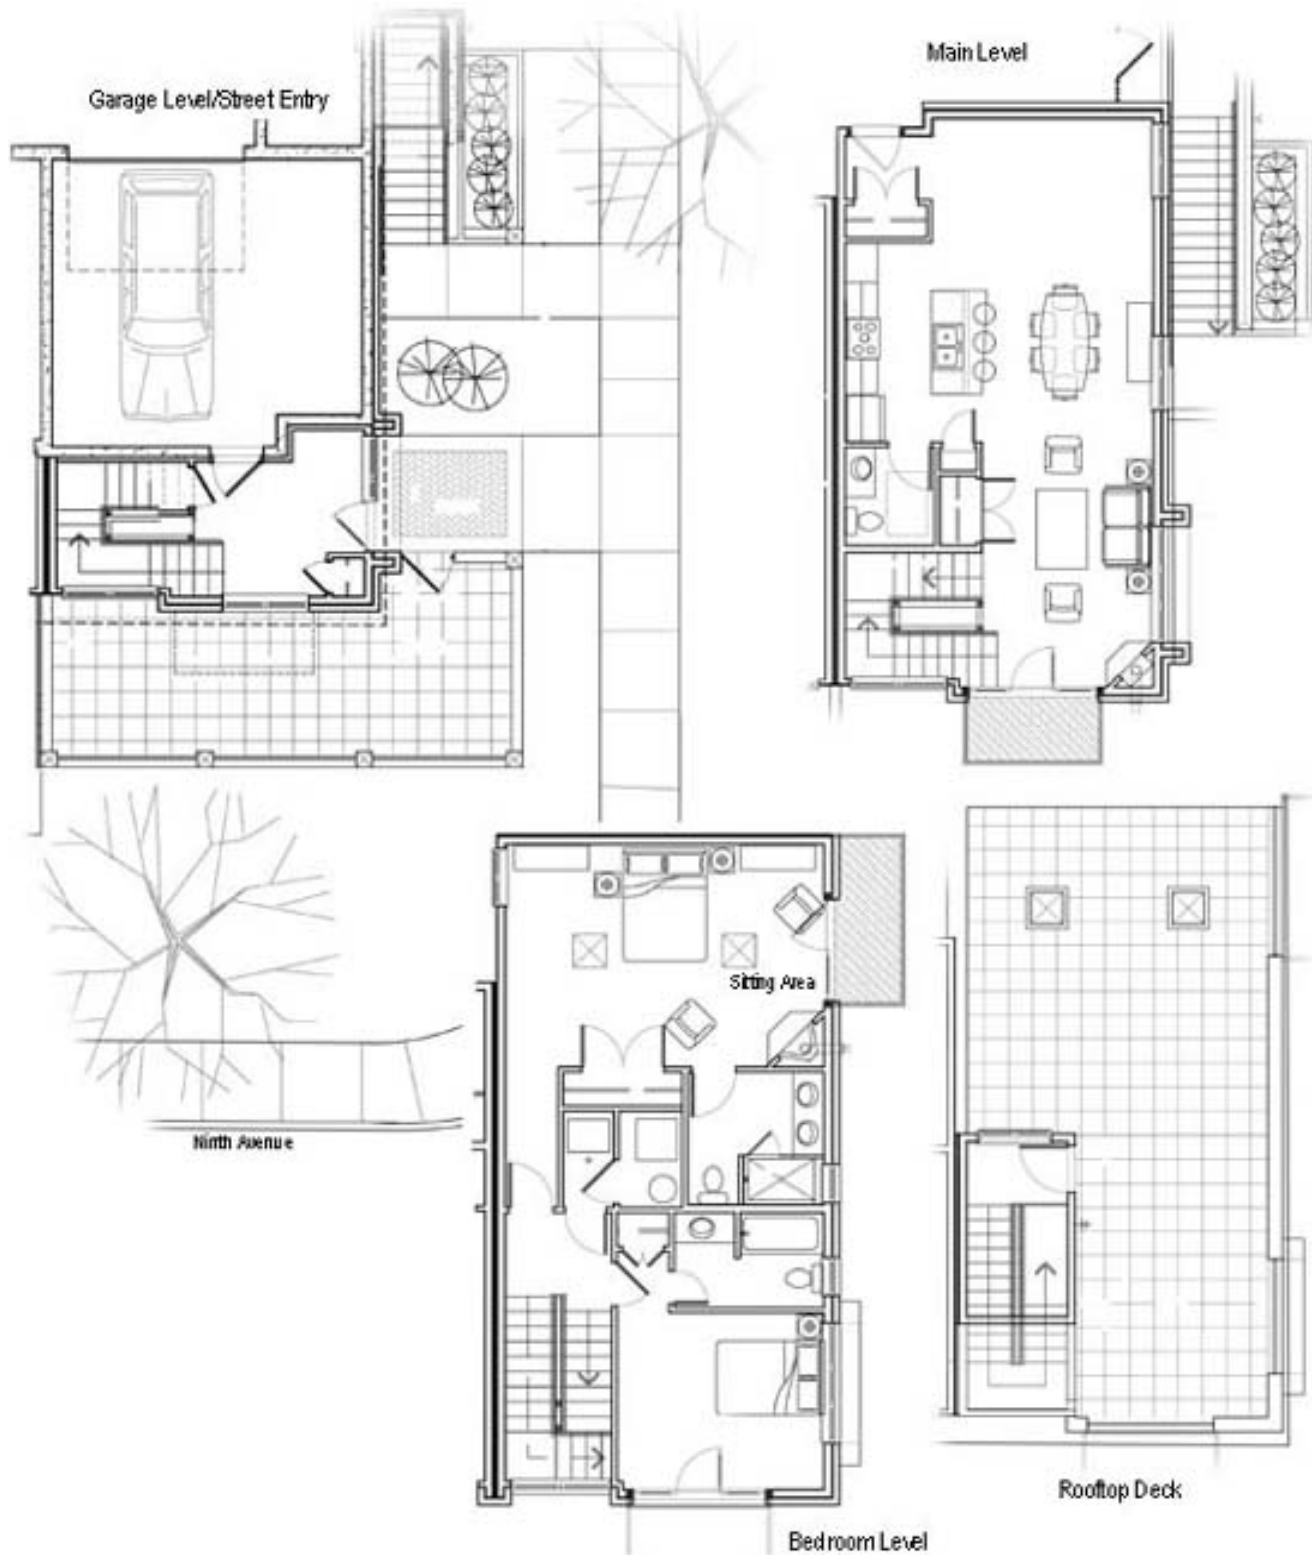 Main Level
Garage Level/Street Entry
Sitting Area
Ninth Avenue
Rooftop Deck
Bedroom Level